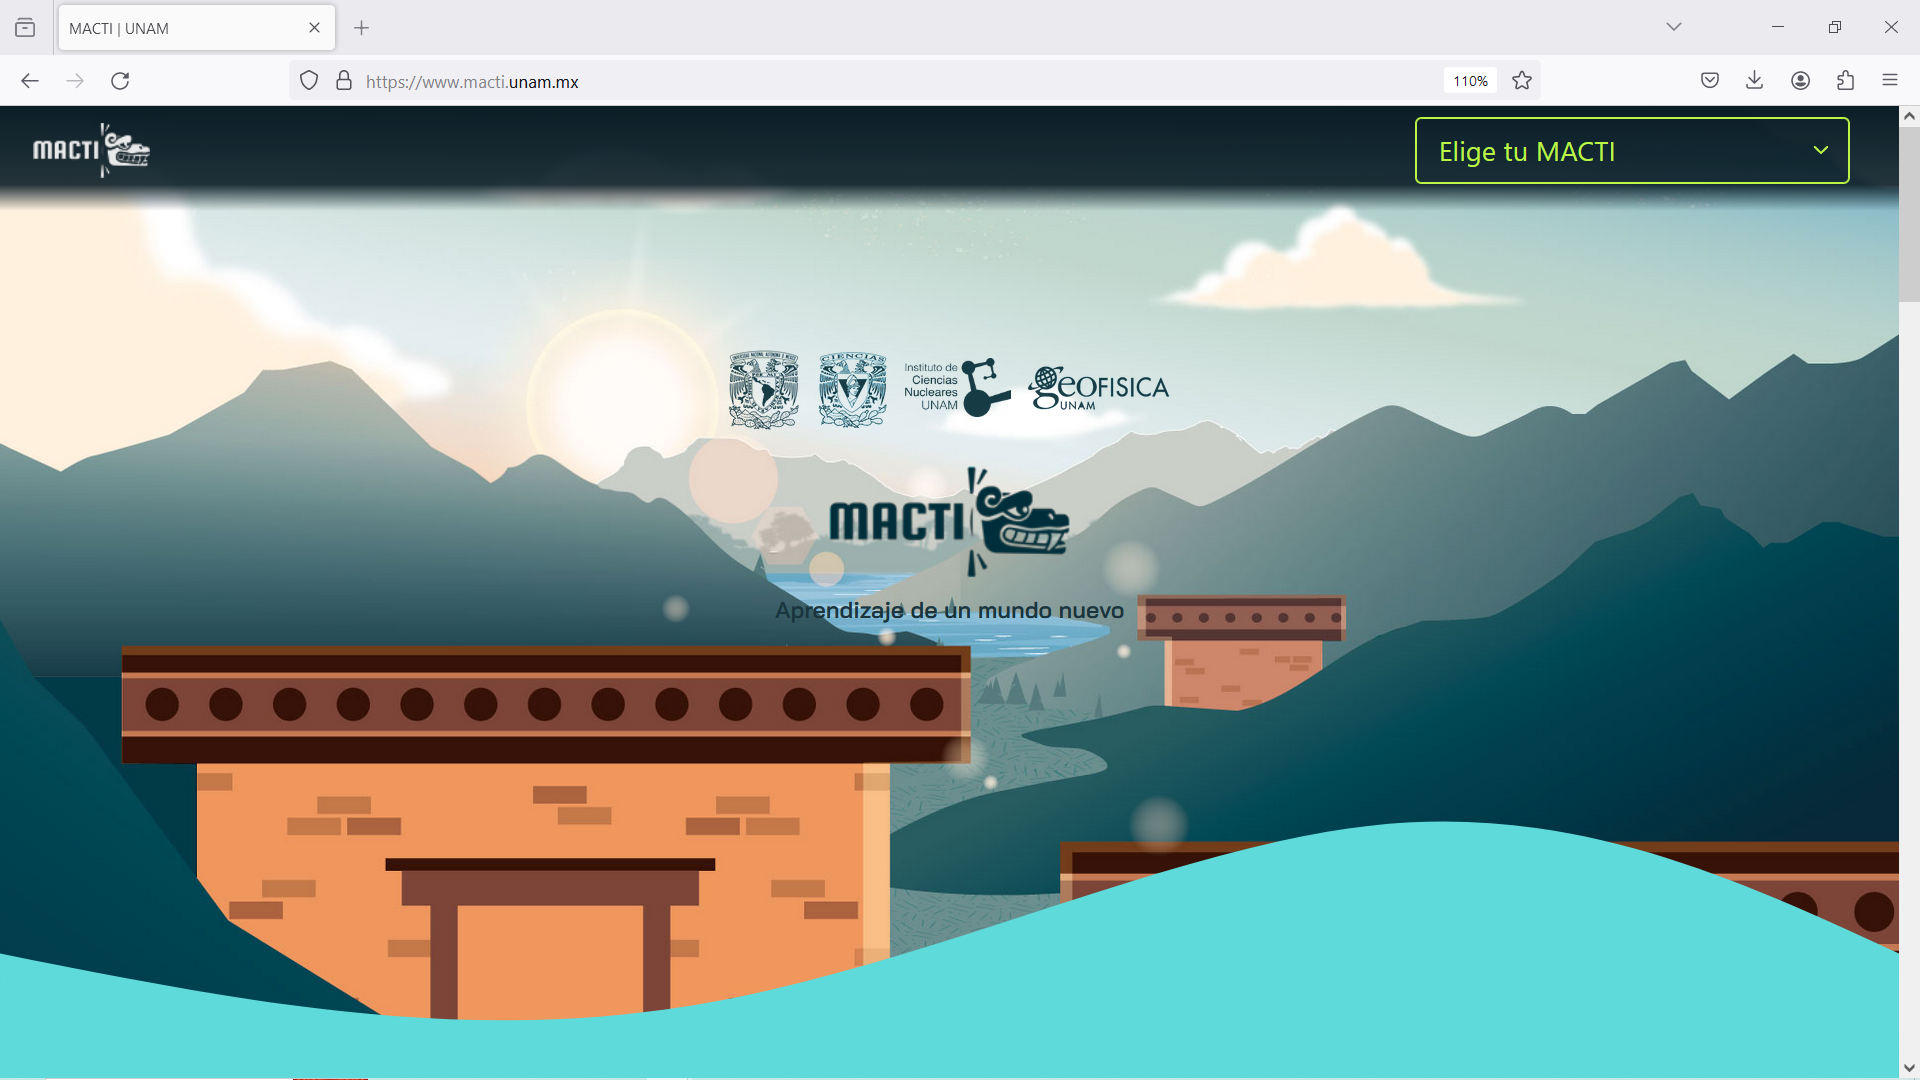 MACTI | UNAM
https://www.macti.unam.mx
110%
MACTI
Elige tu MACTI
CIENCIAS
Instituto de
Ciencias
Nucleares
UNAM
GEOFISICA
UNAM
MACTI
Aprendizaje de un mundo nuevo